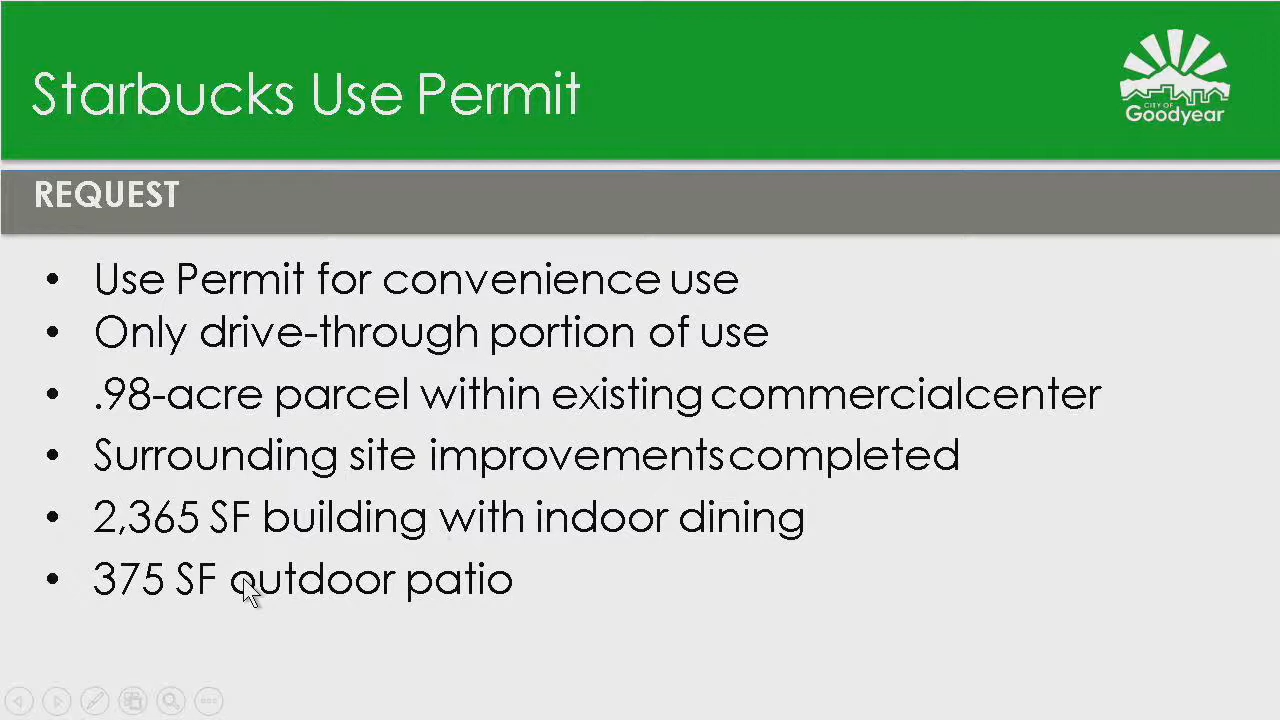 Starbucks Use Permit
CITY OF
Goodyear
REQUEST
• Use Permit for convenience use
• Only drive-through portion of use
• .98-acre parcel within existing commercial center
• Surrounding site improvements completed
• 2,365 SF building with indoor dining
• 375 SF outdoor patio